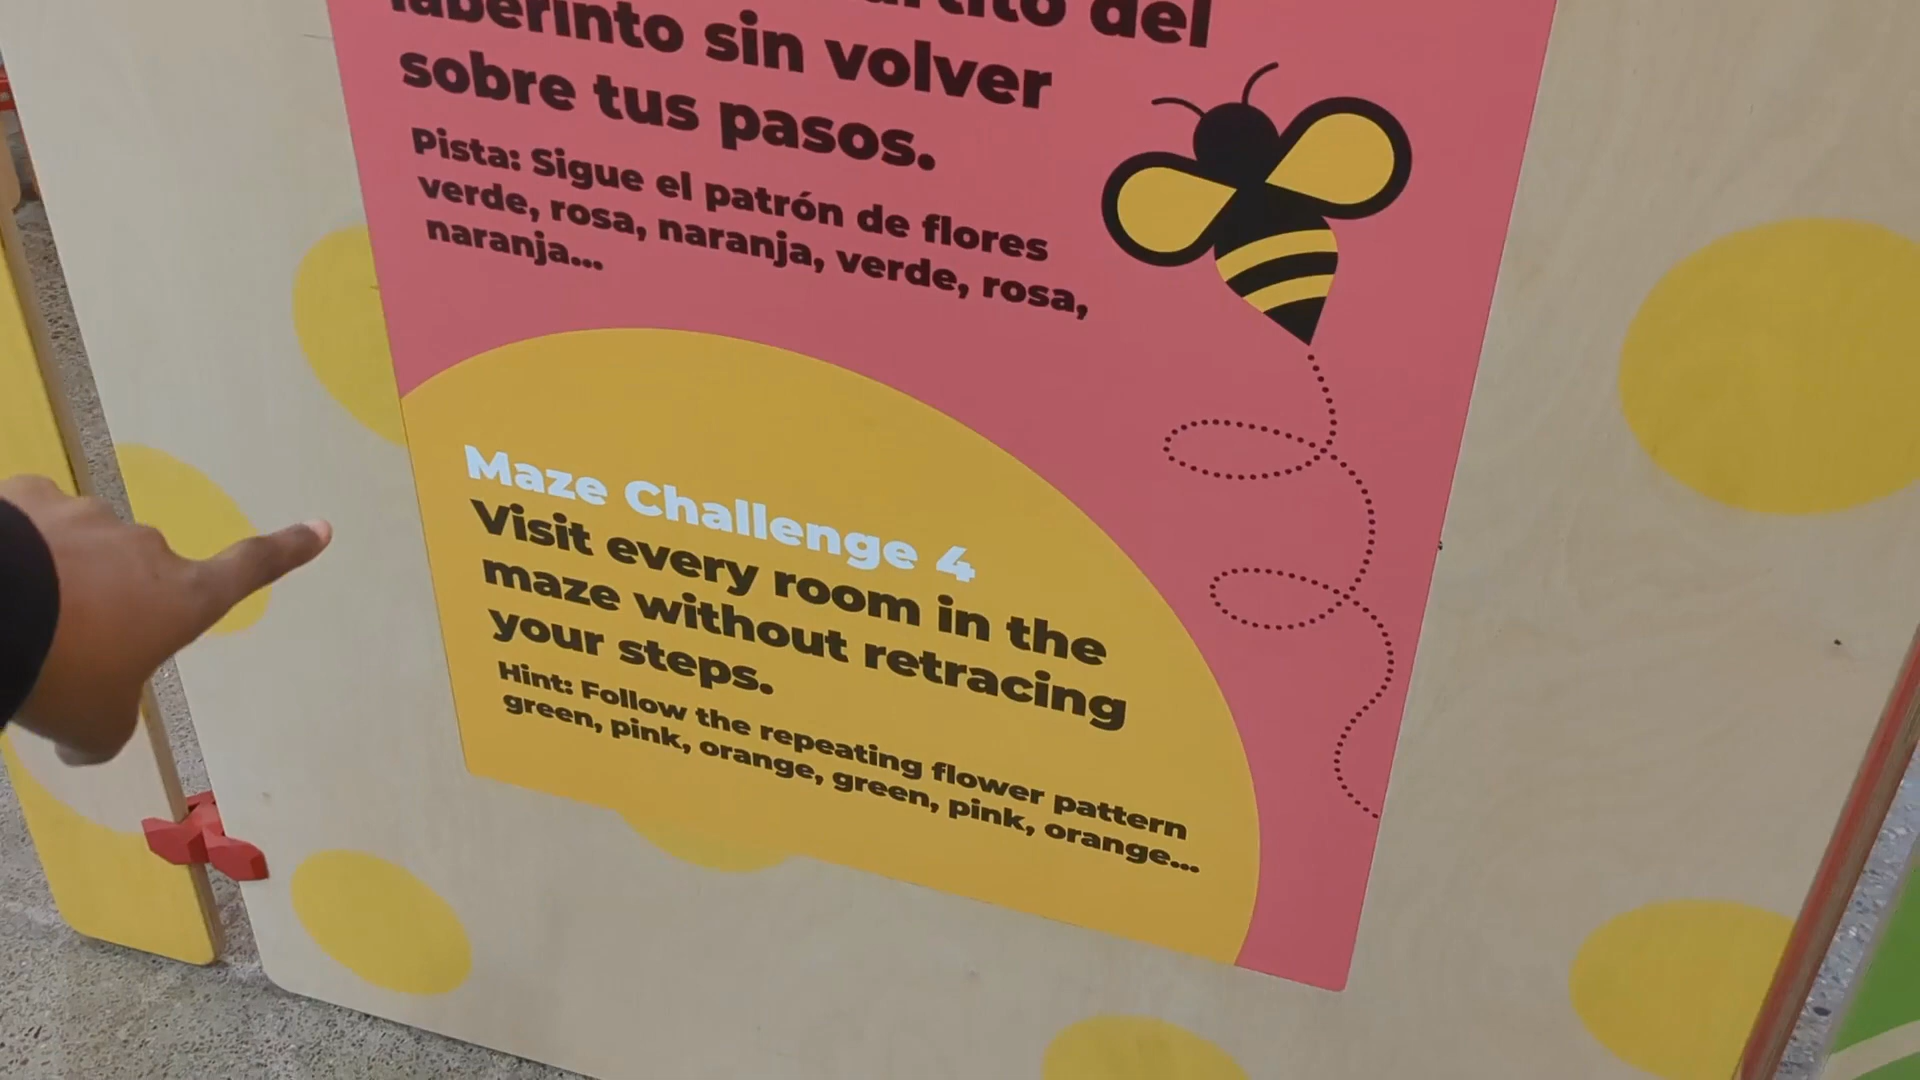 del
laberinto sin volver
sobre tus pasos.
Pista: Sigue el patrón de flores
verde, rosa, naranja, verde, rosa,
naranja...
Maze Challenge 4
Visit every room in the
maze without retracing
your steps.
Hint: Follow the repeating flower pattern
green, pink, orange, green, pink, orange...